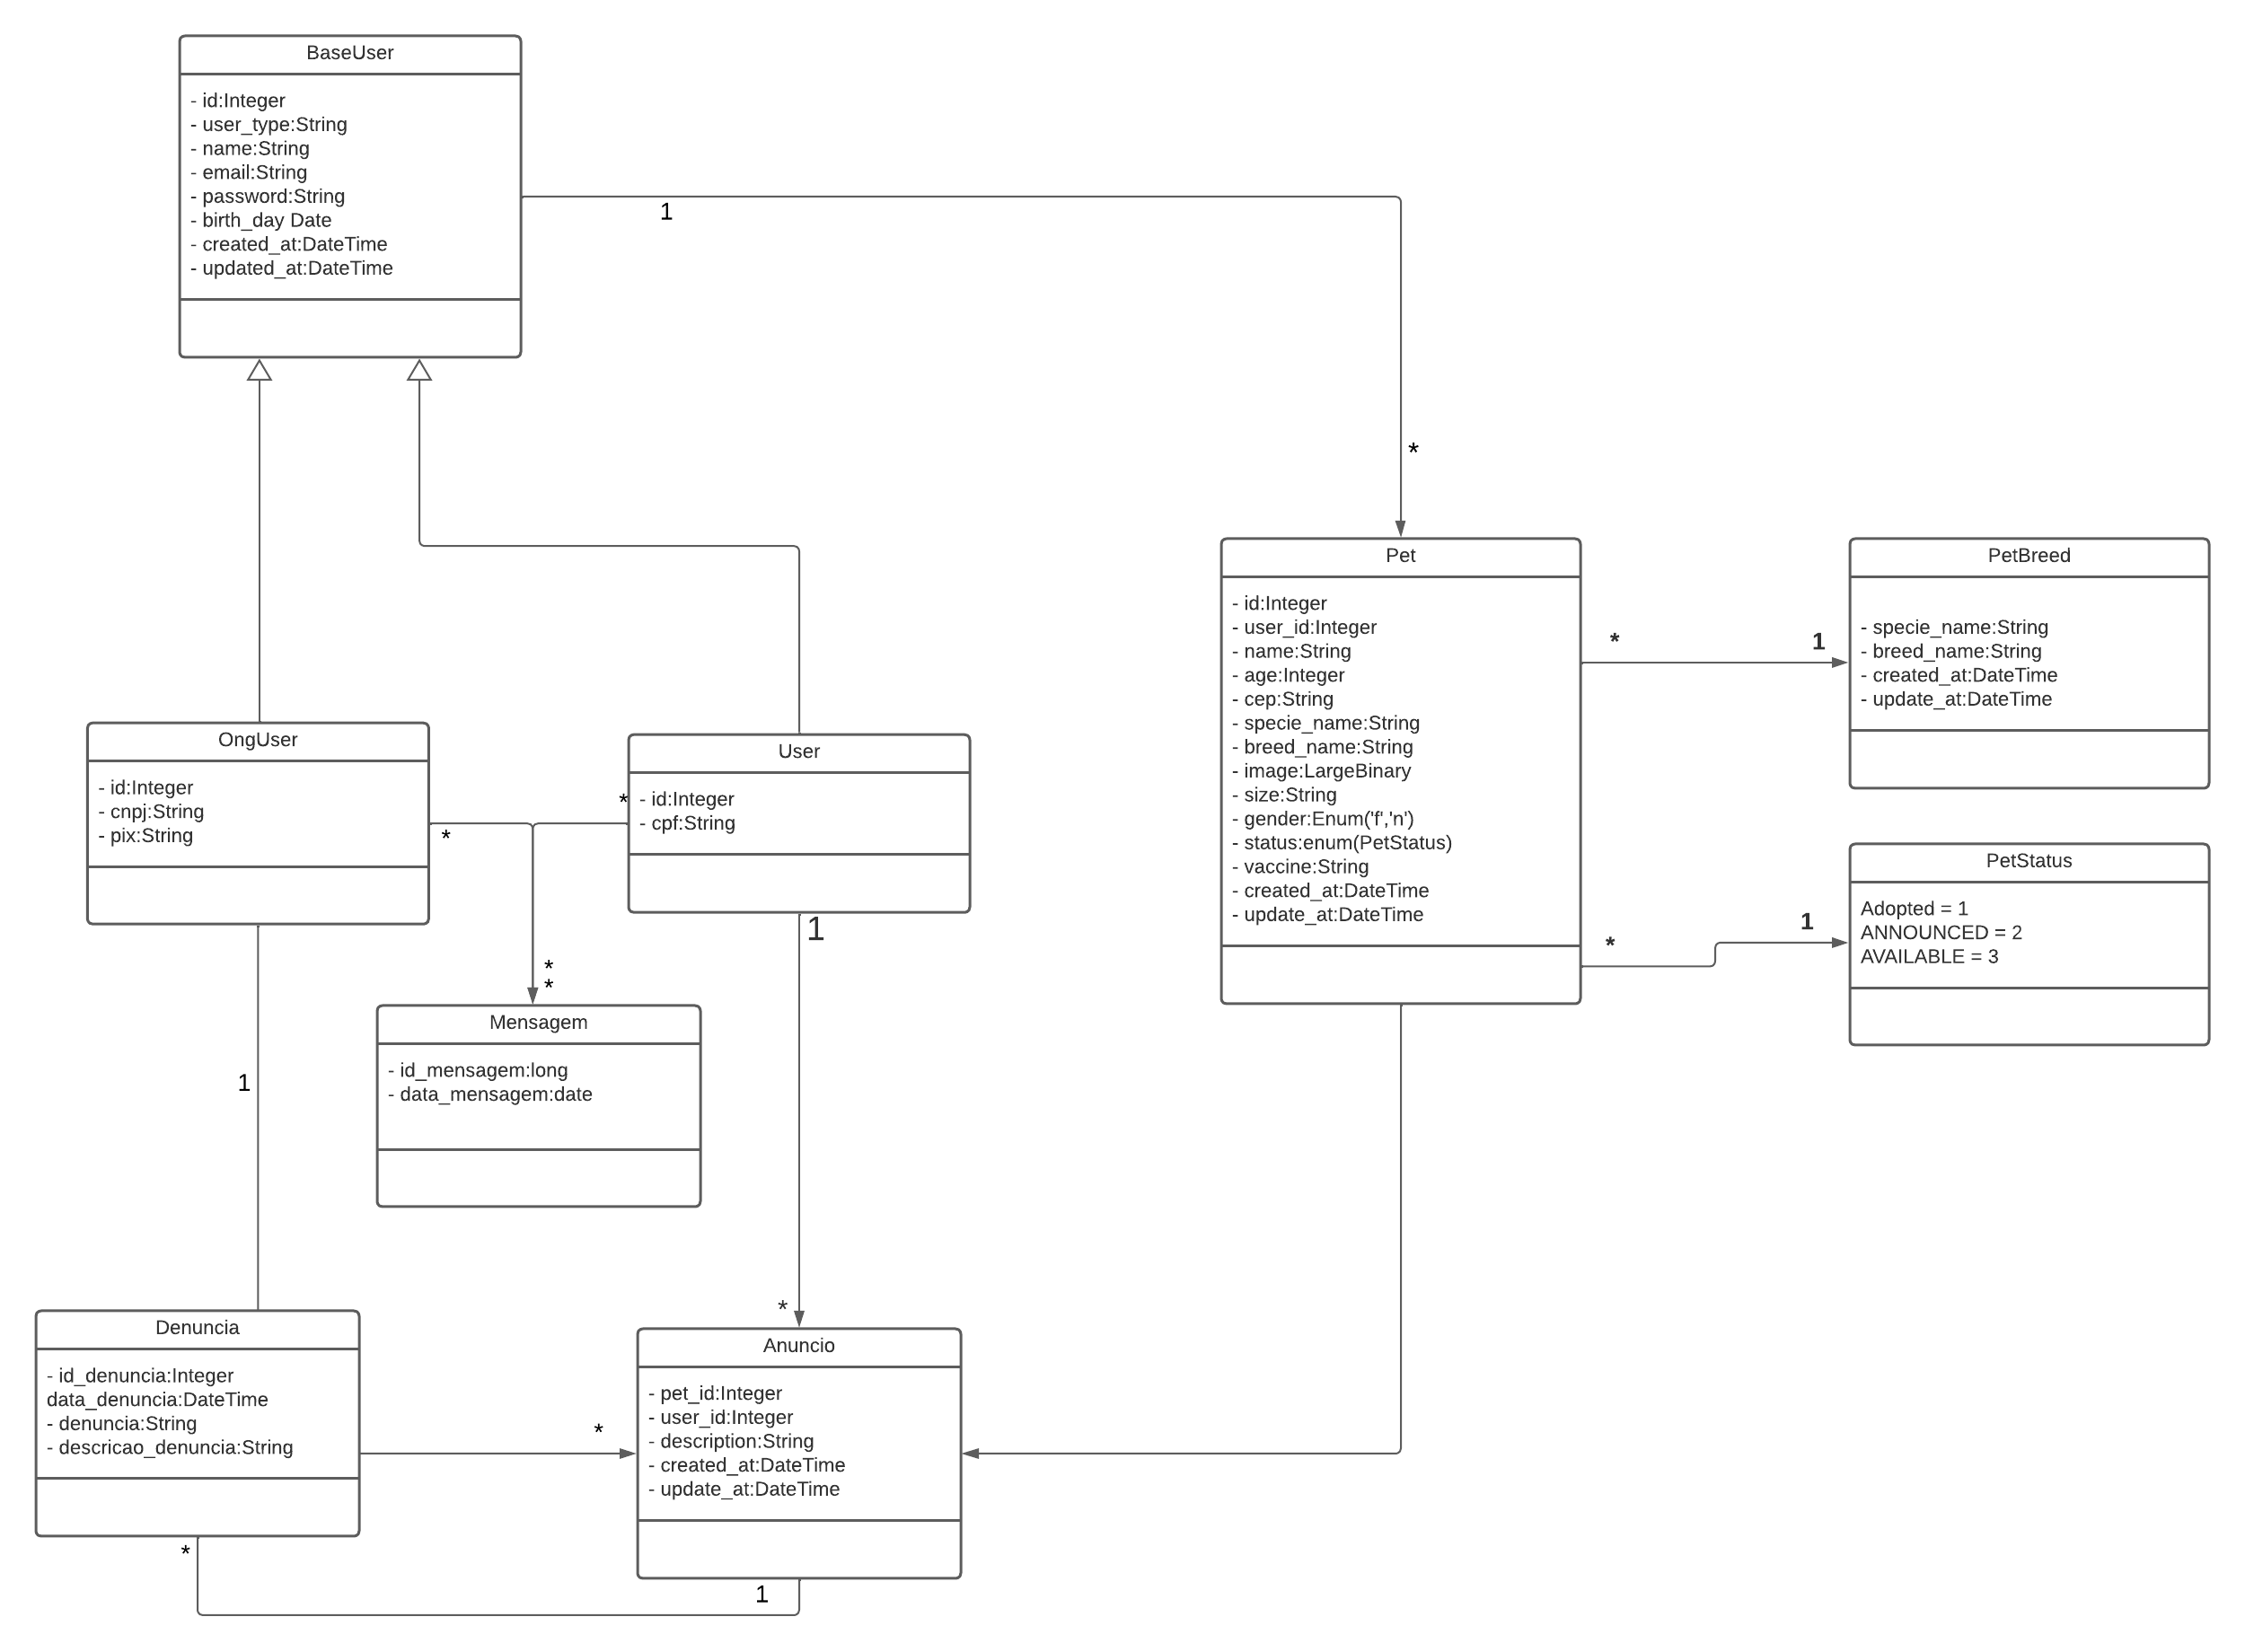 BaseUser
- id:Integer
- user_type:String
- name:String
- email:String
- password:String
- birth_day Date
- created_at:DateTime
- updated_at:DateTime
1
*
Pet
- id:Integer
- user_id:Integer
- name:String
- age:Integer
- cep:String
- specie_name:String
- breed_name:String
- image:LargeBinary
- size:String
- gender:Enum('f','n')
- status:enum(PetStatus)
- vaccine:String
- created_at:DateTime
- update_at:DateTime
* 1
PetBreed
- specie_name:String
- breed_name:String
- created_at:DateTime
- update_at:DateTime
* 1
PetStatus
Adopted = 1
ANNOUNCED = 2
AVAILABLE = 3
OngUser
- id:Integer
- cnpj:String
- pix:String
*
*
User
- id:Integer
- cpf:String
1
*
*
Mensagem
- id_mensagem:long
- data_mensagem:date
1
*
Denuncia
- id_denuncia:Integer
data_denuncia:DateTime
- denuncia:String
- descricao_denuncia:String
*
Anuncio
- pet_id:Integer
- user_id:Integer
- description:String
- created_at:DateTime
- update_at:DateTime
*
1